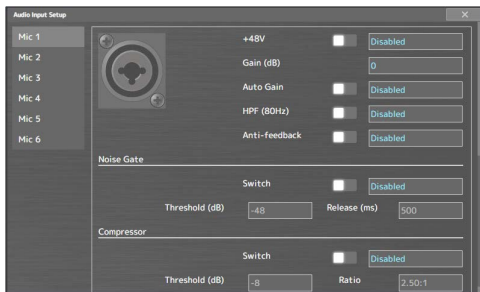 Audio Input Setup
Mic 1
Mic 2
Mic 3
Mic 4
Mic 5
Mic 6
+48V Disabled
Gain (dB) 0
Auto Gain Disabled
HPF (80Hz) Disabled
Anti-feedback Disabled
Noise Gate
Switch Disabled
Threshold (dB) -48 Release (ms) 500
Compressor
Switch Disabled
Threshold (dB) -8 Ratio 2.50:1